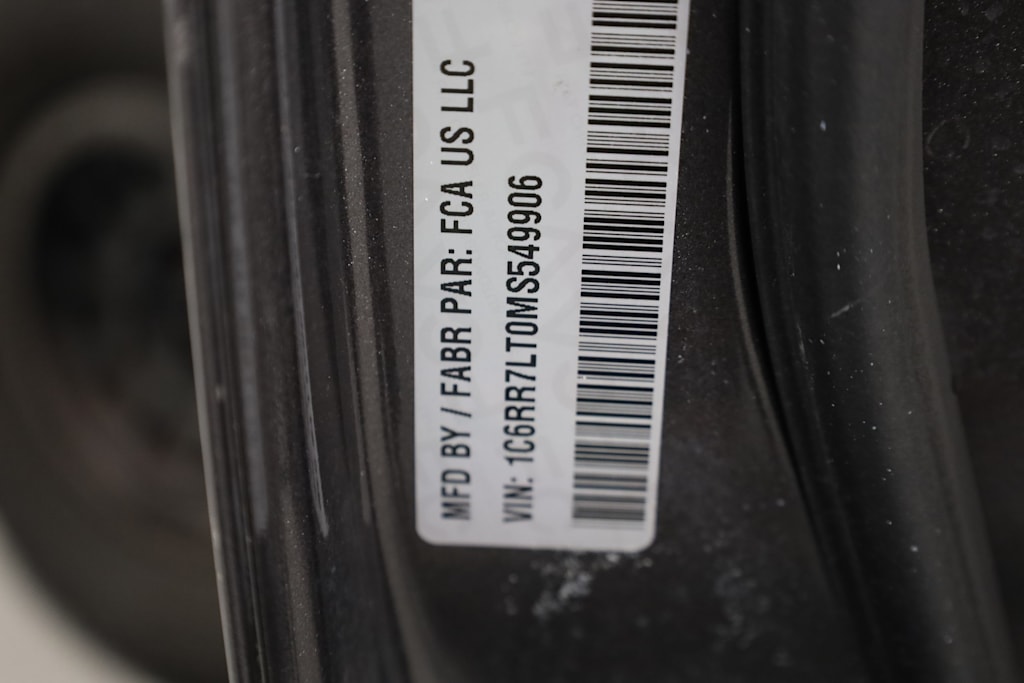 MFD BY / FABR PAR: FCA US LLC
VIN: 1C6RR7LT0MS549906